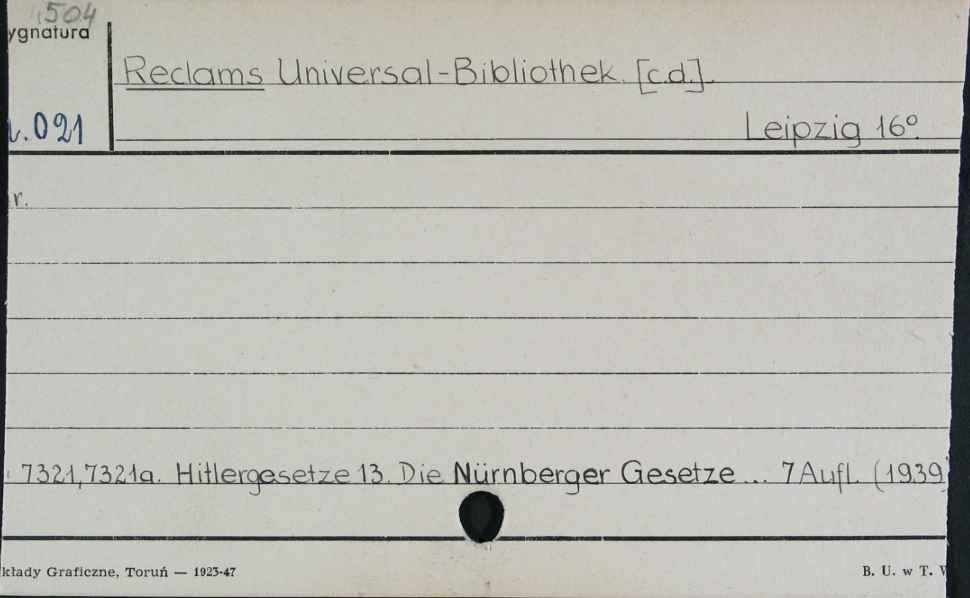 504
ygnatura
Reclams Universal-Bibliothek. [c.d.].
.021
Leipzig 16º.
r.
7321,7321a. Hitlergesetze 13. Die Nürnberger Gesetze... 7 Aufl. (1939)
kłady Graficzne, Toruń — 1923-47
B. U. w T.